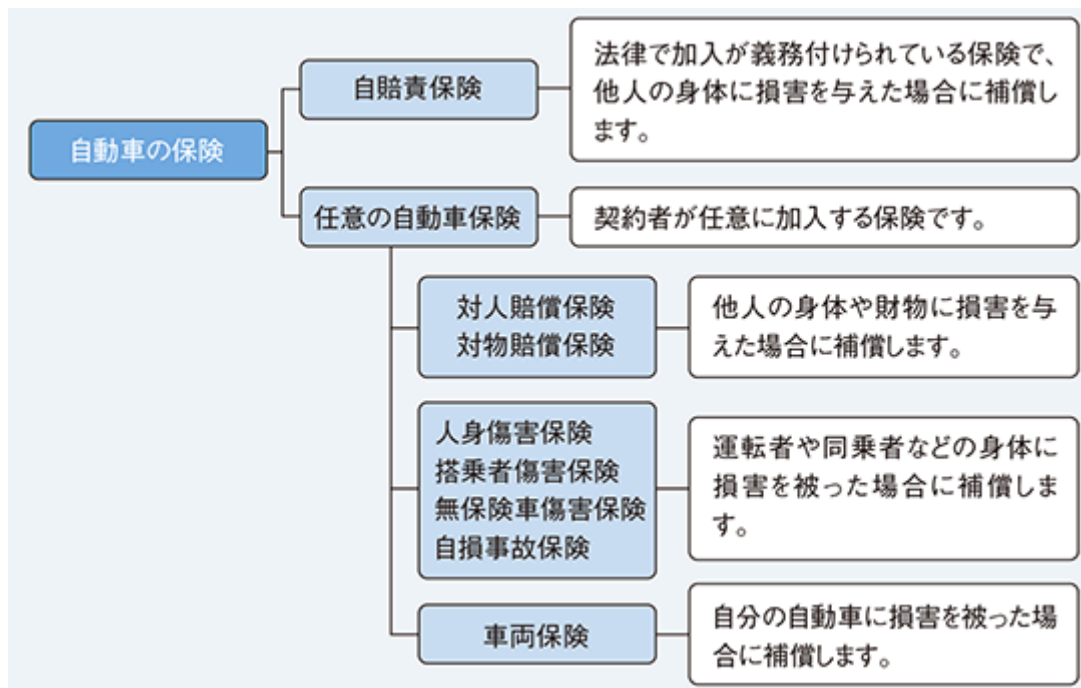 自動車の保険
自賠責保険
法律で加入が義務付けられている保険で、
他人の身体に損害を与えた場合に補償し
ます。
任意の自動車保険
契約者が任意に加入する保険です。
対人賠償保険
対物賠償保険
他人の身体や財物に損害を与
えた場合に補償します。
人身傷害保険
搭乗者傷害保険
無保険車傷害保険
自損事故保険
運転者や同乗者などの身体に
損害を被った場合に補償しま
す。
車両保険
自分の自動車に損害を被った場
合に補償します。